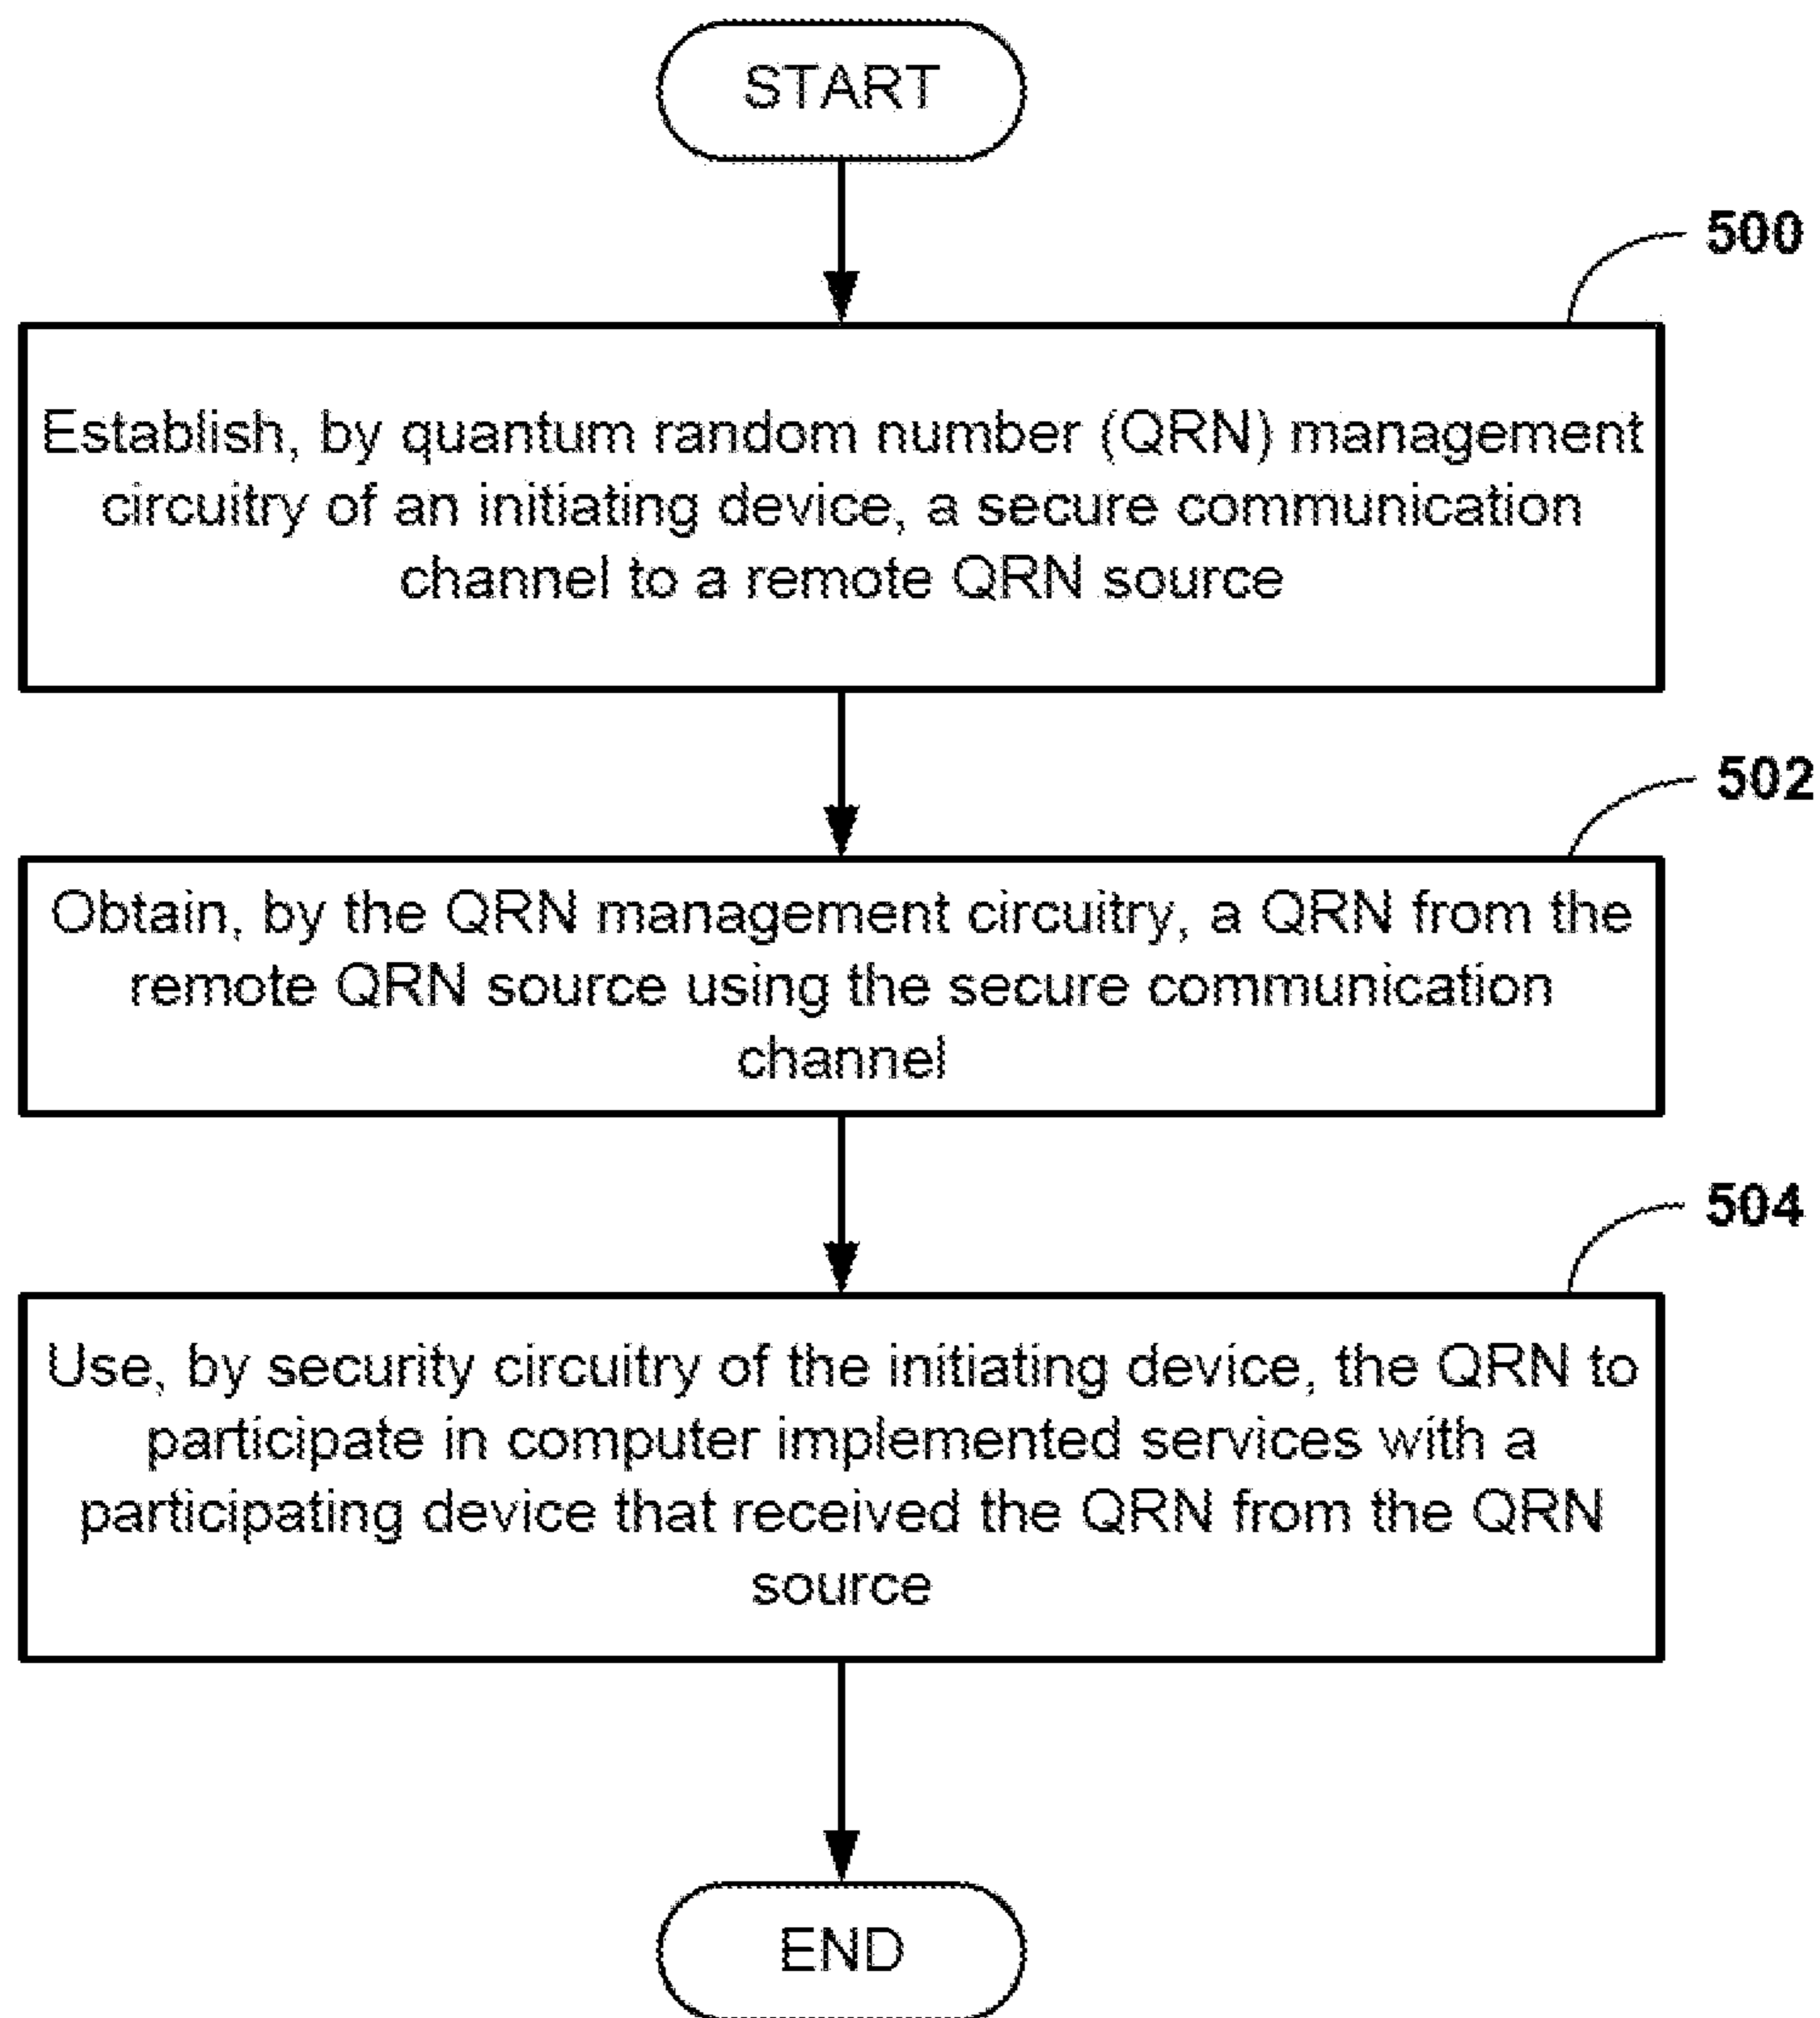 START
500
Establish, by quantum random number (QRN) management
circuitry of an initiating device, a secure communication
channel to a remote QRN source
502
Obtain, by the QRN management circuitry, a QRN from the
remote QRN source using the secure communication
channel
504
Use, by security circuitry of the initiating device, the QRN to
participate in computer implemented services with a
participating device that received the QRN from the QRN
source
END